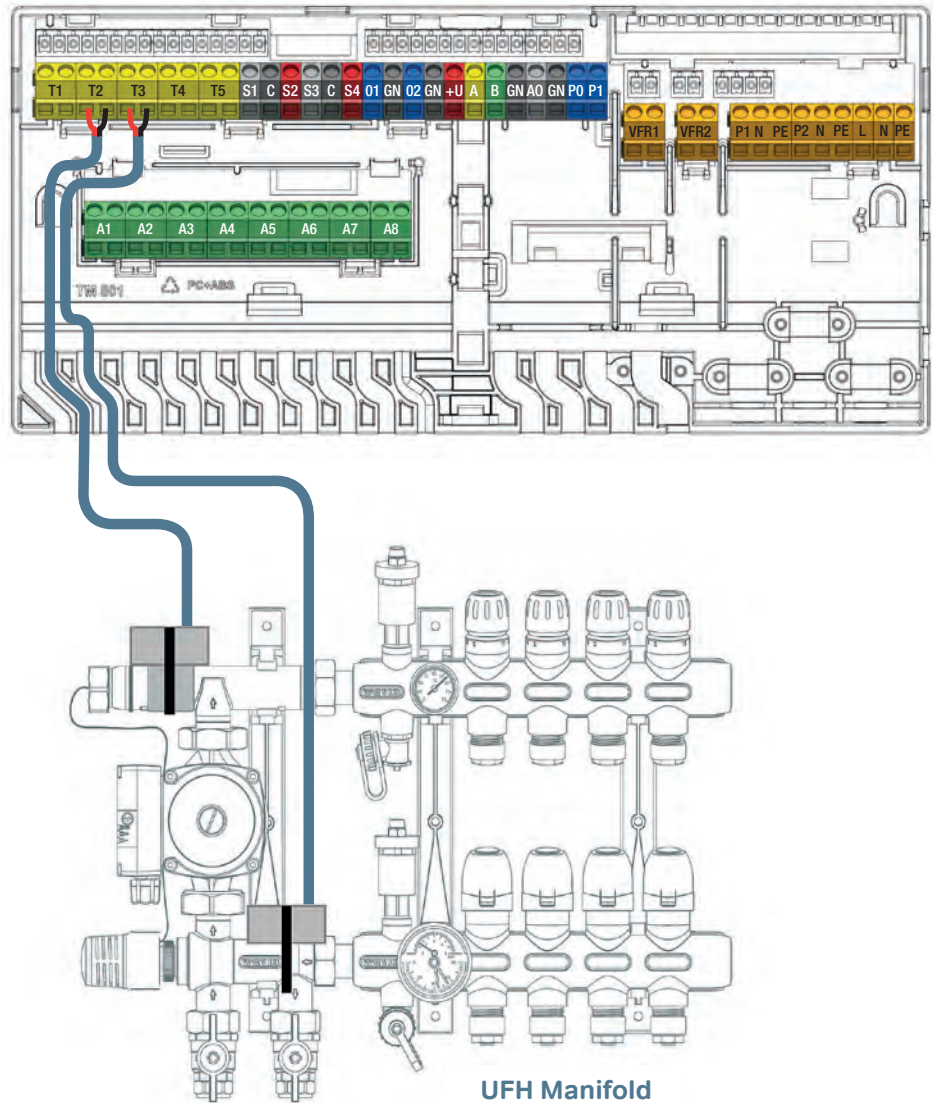 T1 T2 T3 T4 T5 S1 C S2 S3 C S4 01 GN 02 GN +U A B GN AO GN P0 P1
VFR1 VFR2 P1 N PE P2 N PE L N PE
A1 A2 A3 A4 A5 A6 A7 A8
TM 801 PC+ABS
UFH Manifold